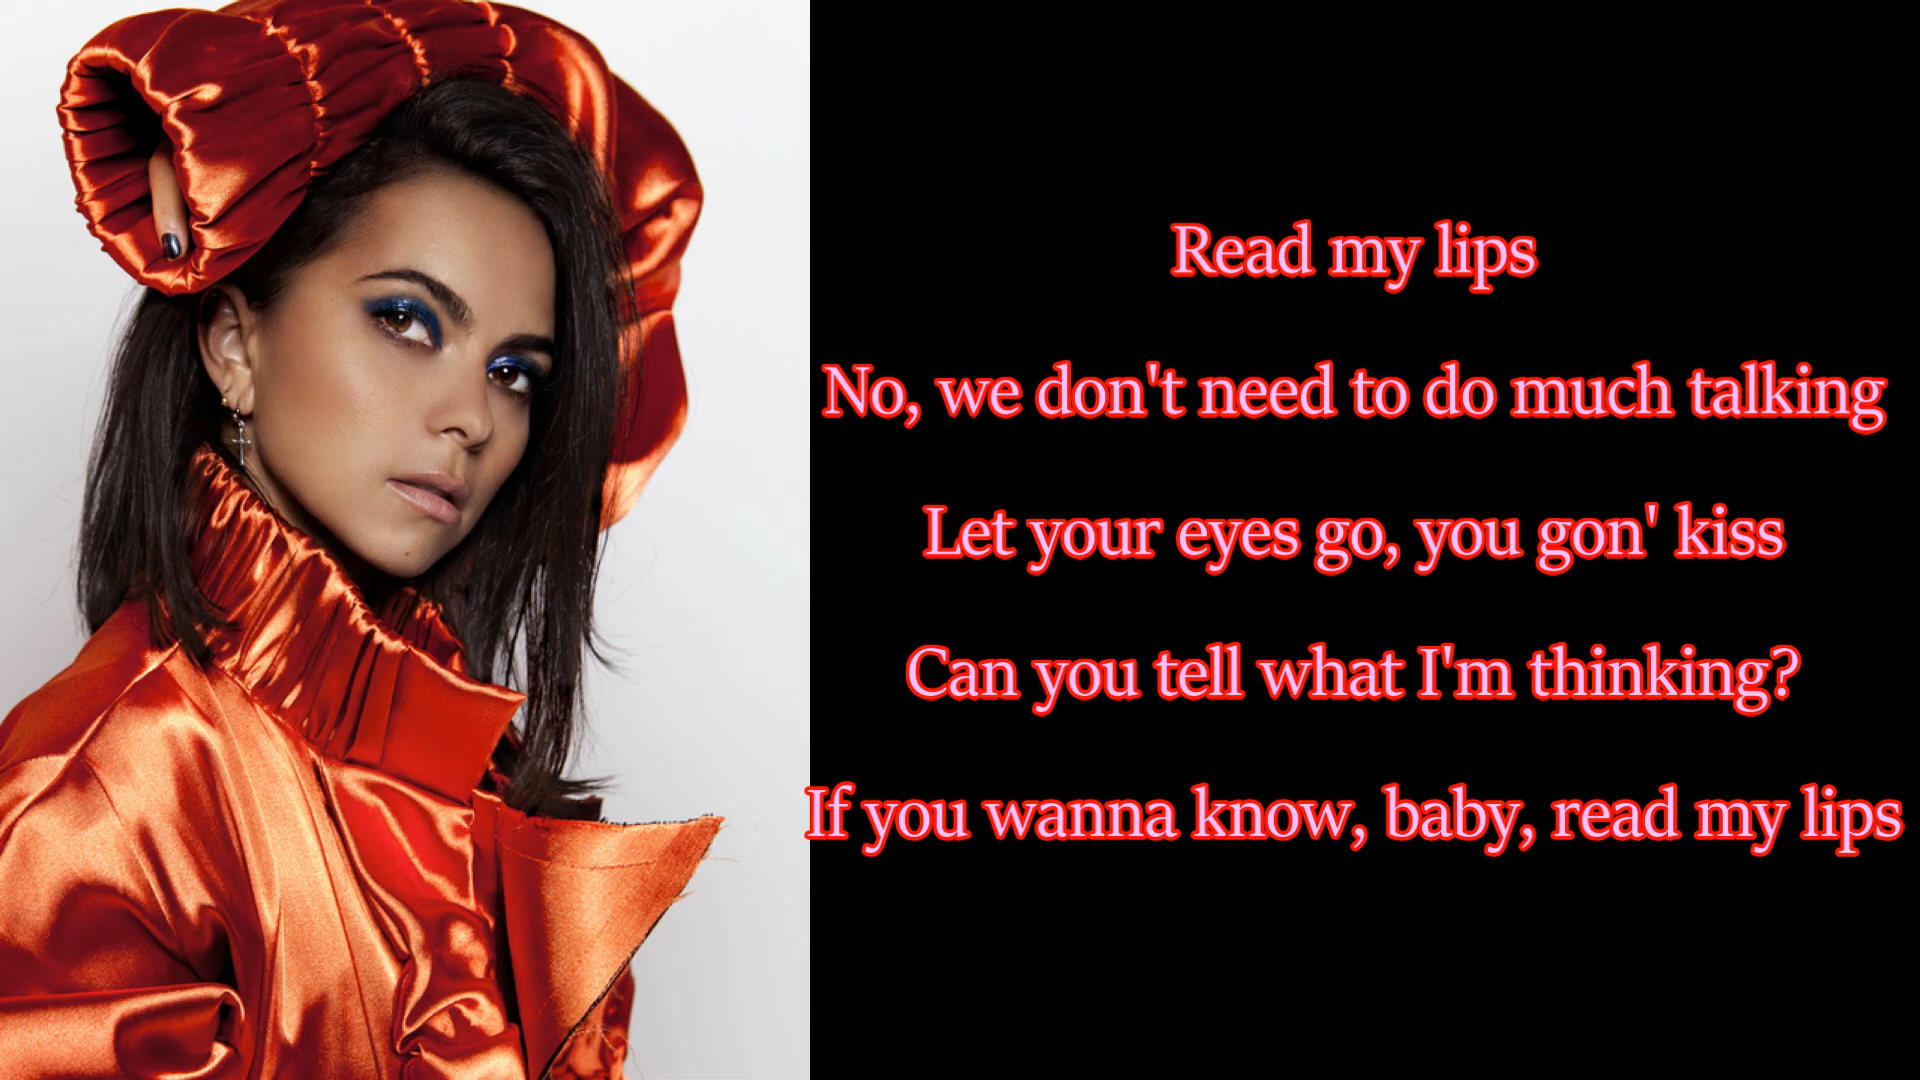 Read my lips
No, we don't need to do much talking
Let your eyes go, you gon' kiss
Can you tell what I'm thinking?
If you wanna know, baby, read my lips